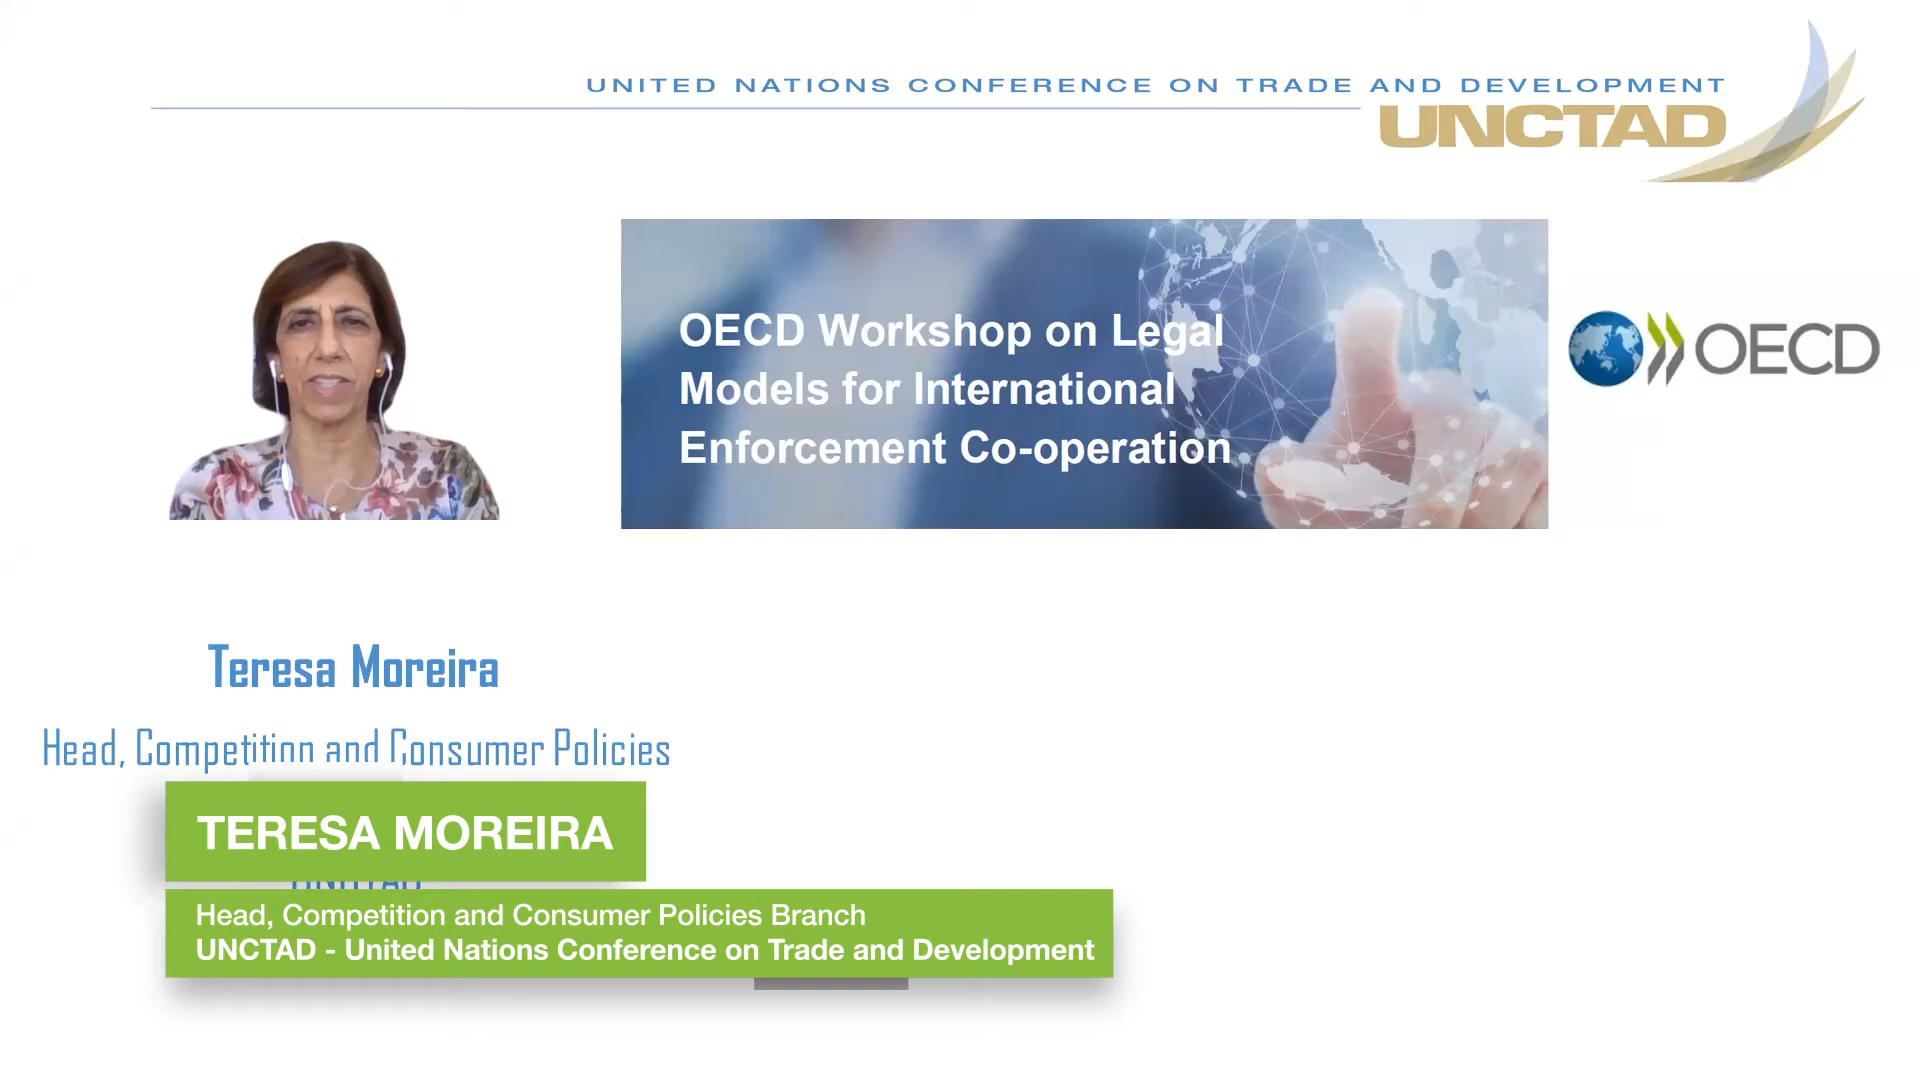 UNITED NATIONS CONFERENCE ON TRADE AND DEVELOPMENT
UNCTAD
OECD Workshop on Legal
Models for International
Enforcement Co-operation
OECD
Teresa Moreira
Head, Competition and Consumer Policies
TERESA MOREIRA
Head, Competition and Consumer Policies Branch
UNCTAD - United Nations Conference on Trade and Development